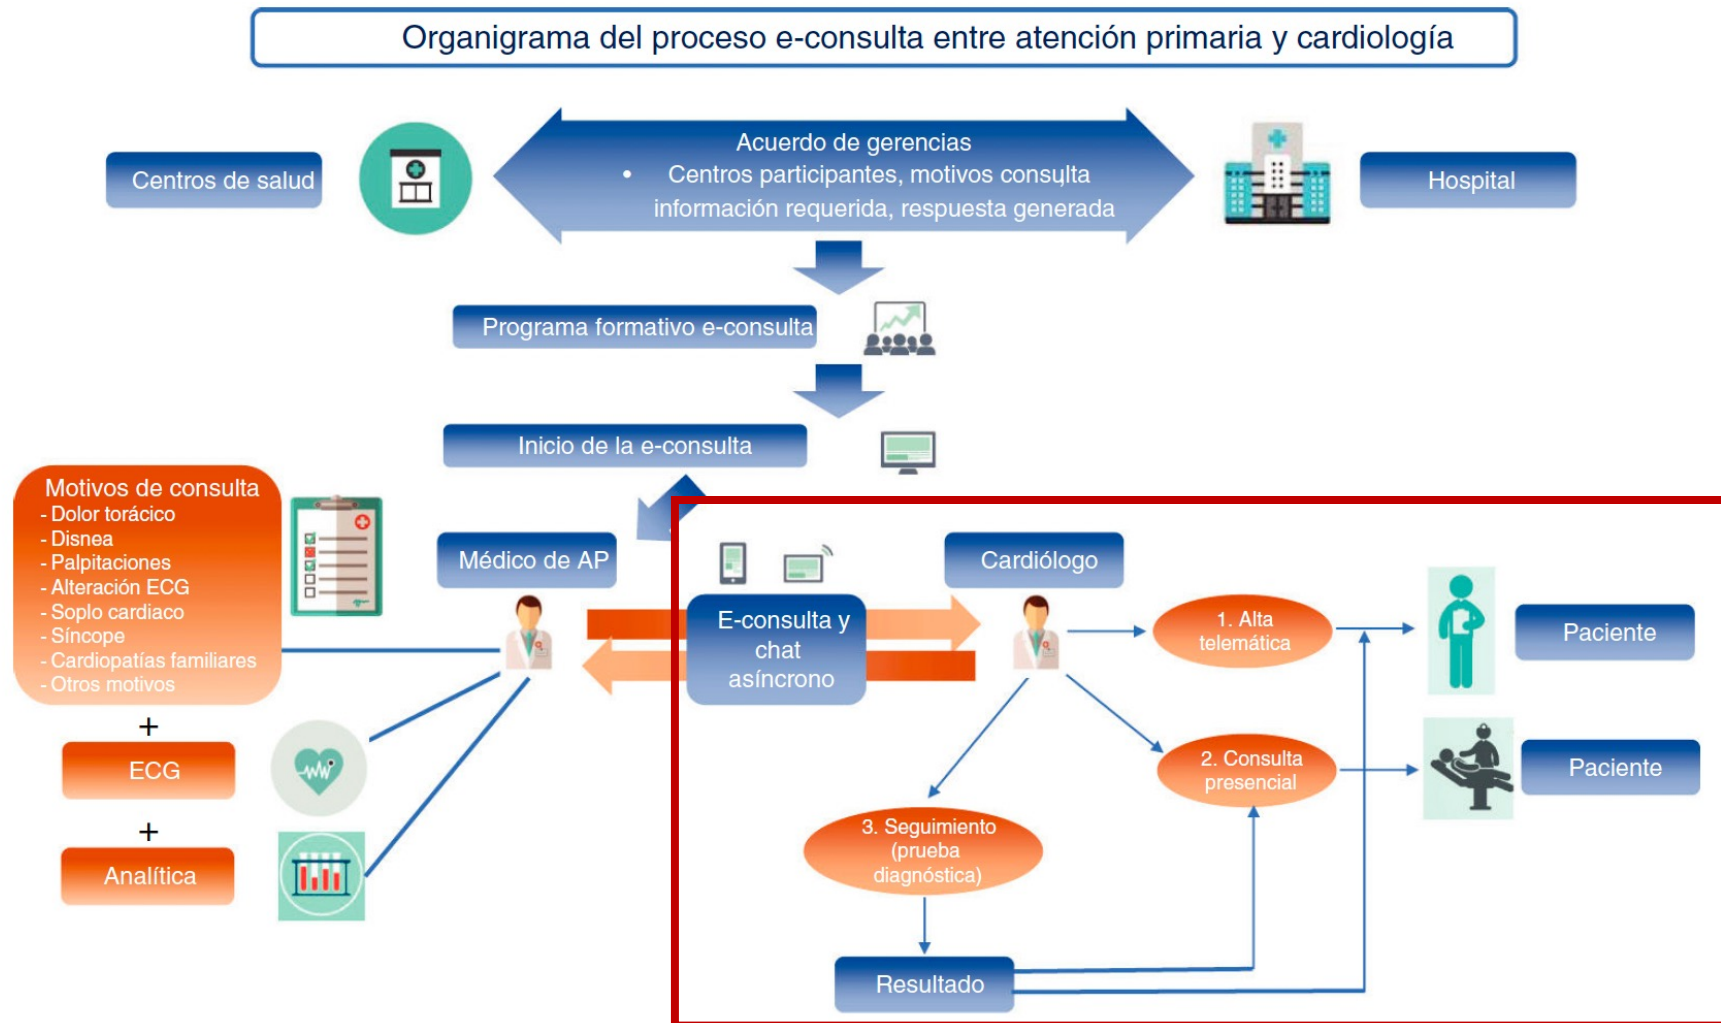 Organigrama del proceso e-consulta entre atención primaria y cardiología
Centros de salud
Acuerdo de gerencias
• Centros participantes, motivos consulta
información requerida, respuesta generada
Hospital
Programa formativo e-consulta
Inicio de la e-consulta
Motivos de consulta
- Dolor torácico
- Disnea
- Palpitaciones
- Alteración ECG
- Soplo cardiaco
- Síncope
- Cardiopatías familiares
- Otros motivos
+
ECG
+
Analítica
Médico de AP
E-consulta y
chat
asíncrono
Cardiólogo
1. Alta
telemática
Paciente
2. Consulta
presencial
Paciente
3. Seguimiento
(prueba
diagnóstica)
Resultado